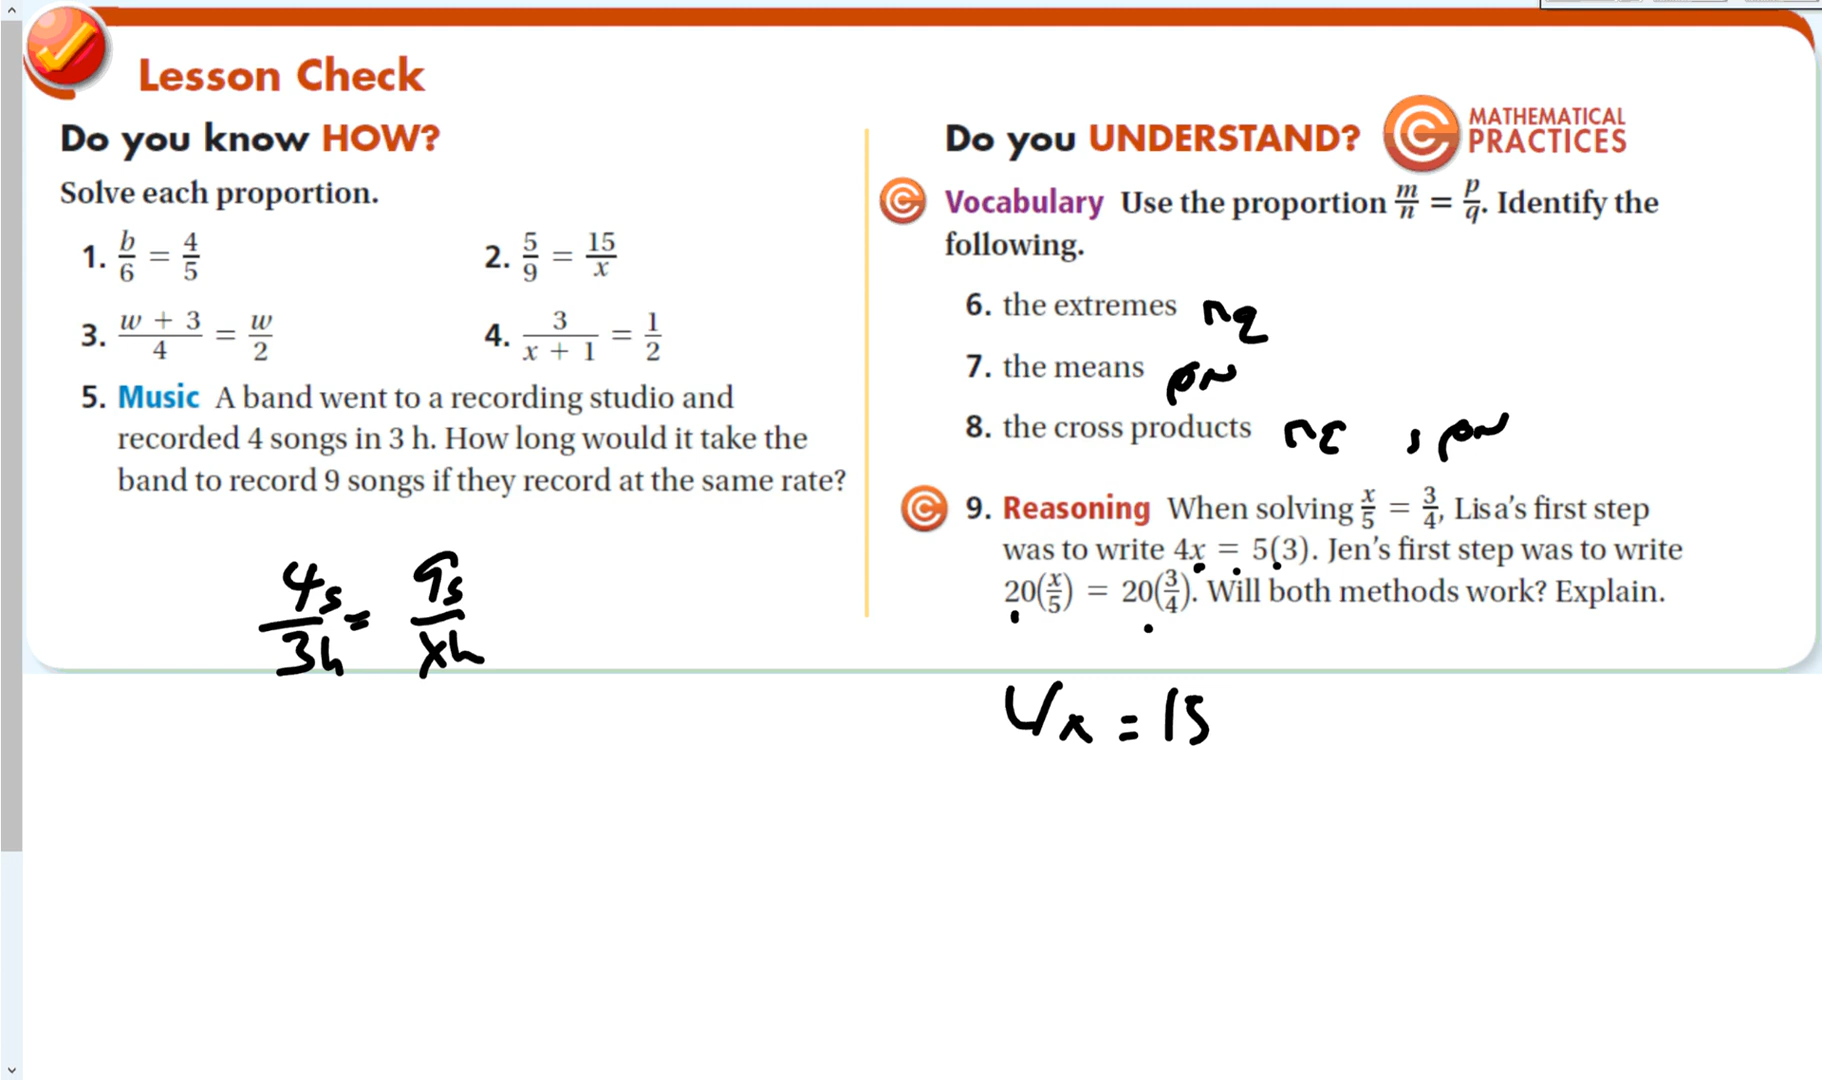 Lesson Check
Do you know HOW?
Solve each proportion.
1. b/6 = 4/5
2. 5/9 = 15/x
3. (w + 3)/4 = w/2
4. 3/(x + 1) = 1/2
5. Music A band went to a recording studio and
recorded 4 songs in 3 h. How long would it take the
band to record 9 songs if they record at the same rate?
4s/3h = 9s/xh
Do you UNDERSTAND?
MATHEMATICAL
PRACTICES
Vocabulary Use the proportion m/n = p/q. Identify the
following.
6. the extremes
7. the means pn
8. the cross products , pn
9. Reasoning When solving x/5 = 3/4, Lisa's first step
was to write 4x = 5(3). Jen's first step was to write
20(x/5) = 20(3/4). Will both methods work? Explain.
4x = 15